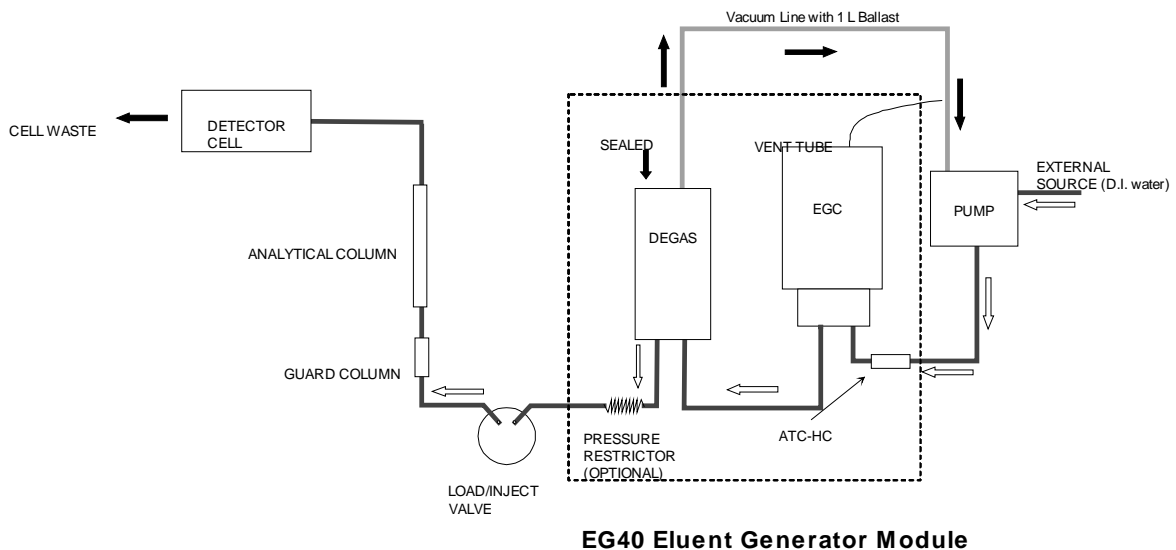 Vacuum Line with 1 L Ballast
CELL WASTE
DETECTOR
CELL
SEALED
VENT TUBE
EXTERNAL
SOURCE (D.I. water)
EGC
PUMP
DEGAS
ANALYTICAL COLUMN
GUARD COLUMN
ATC-HC
PRESSURE
RESTRICTOR
(OPTIONAL)
LOAD/INJECT
VALVE
EG40 Eluent Generator Module